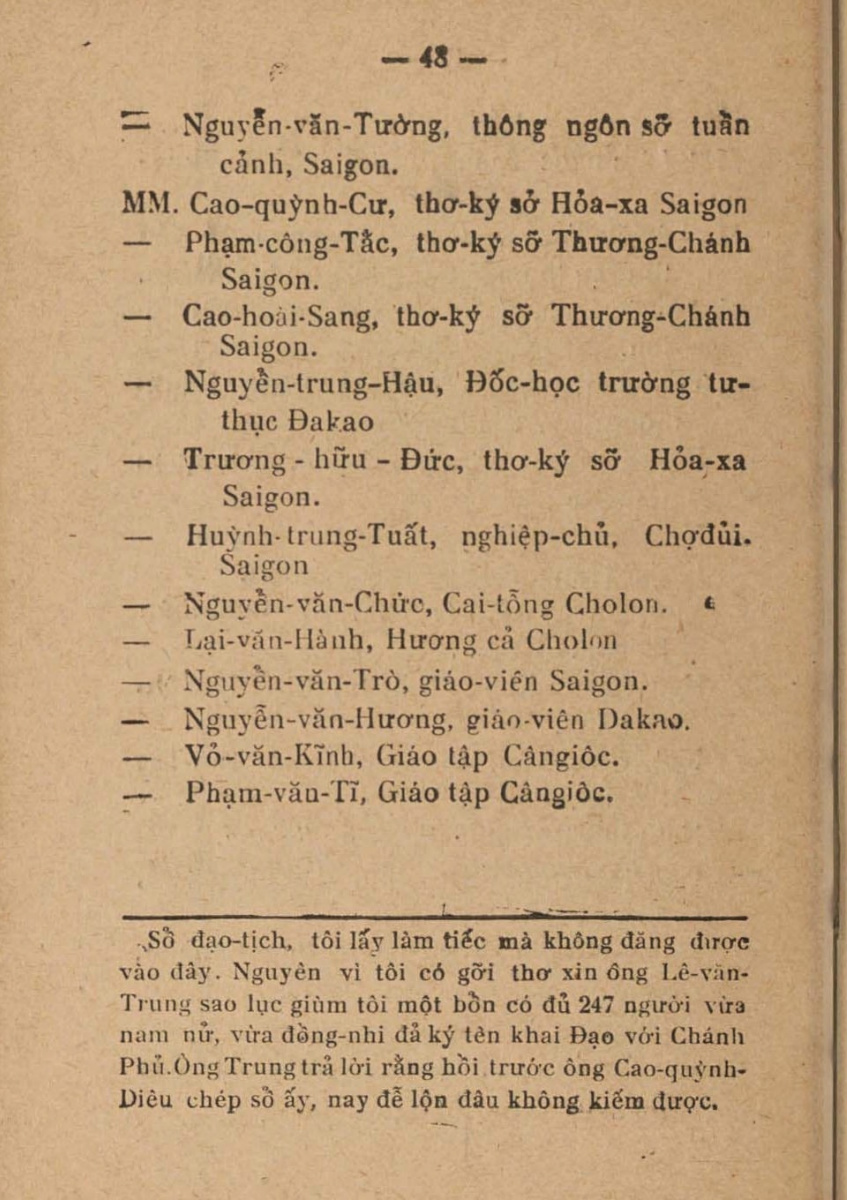 — 48 —
— Nguyễn-văn-Tường, thông ngôn sỡ tuần
cảnh, Saigon.
MM. Cao-quỳnh-Cư, thơ-ký sở Hỏa-xa Saigon
— Phạm-công-Tắc, thơ-ký sỡ Thương-Chánh
Saigon.
— Cao-hoài-Sang, thơ-ký sỡ Thương-Chánh
Saigon.
— Nguyễn-trung-Hậu, Đốc-học trường tư-
thục Đakao
— Trương - hữu - Đức, thơ-ký sỡ Hỏa-xa
Saigon.
— Huỳnh-trung-Tuất, nghiệp-chủ, Chợđủi.
Saigon
— Nguyễn-văn-Chức, Cai-tổng Cholon.
— Lại-văn-Hành, Hương cả Cholon
— Nguyễn-văn-Trò, giáo-viên Saigon.
— Nguyễn-văn-Hương, giáo-viên Dakao.
— Vỏ-văn-Kĩnh, Giáo tập Cângiôc.
— Phạm-văn-Tĩ, Giáo tập Cângiôc.
Sổ đạo-tịch, tôi lấy làm tiếc mà không đăng được
vào đây. Nguyên vì tôi có gởi thơ xin ông Lê-văn-
Trung sao lục giùm tôi một bổn có đủ 247 người vừa
nam nử, vừa đồng-nhi đả ký tên khai Đạo với Chánh
Phủ. Ông Trung trả lời rằng hồi trước ông Cao-quỳnh-
Diêu chép sổ ấy, nay để lộn đâu không kiếm được.